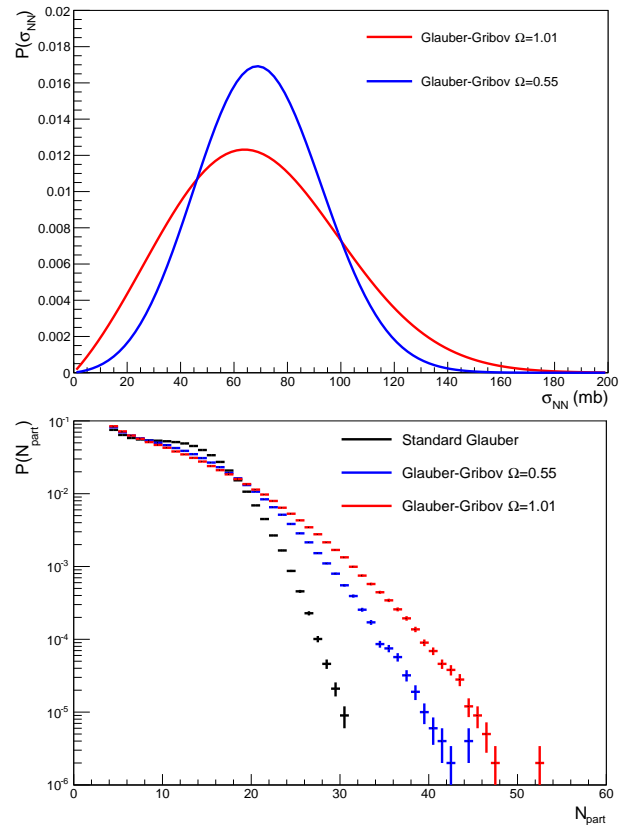 P(σNN)
0.02
0.018
0.016
0.014
0.012
0.01
0.008
0.006
0.004
0.002
0
Glauber-Gribov Ω=1.01
Glauber-Gribov Ω=0.55
0 20 40 60 80 100 120 140 160 180 200
σNN (mb)
P(Npart)
10-1
10-2
10-3
10-4
10-5
10-6
Standard Glauber
Glauber-Gribov Ω=0.55
Glauber-Gribov Ω=1.01
0 10 20 30 40 50 60
Npart